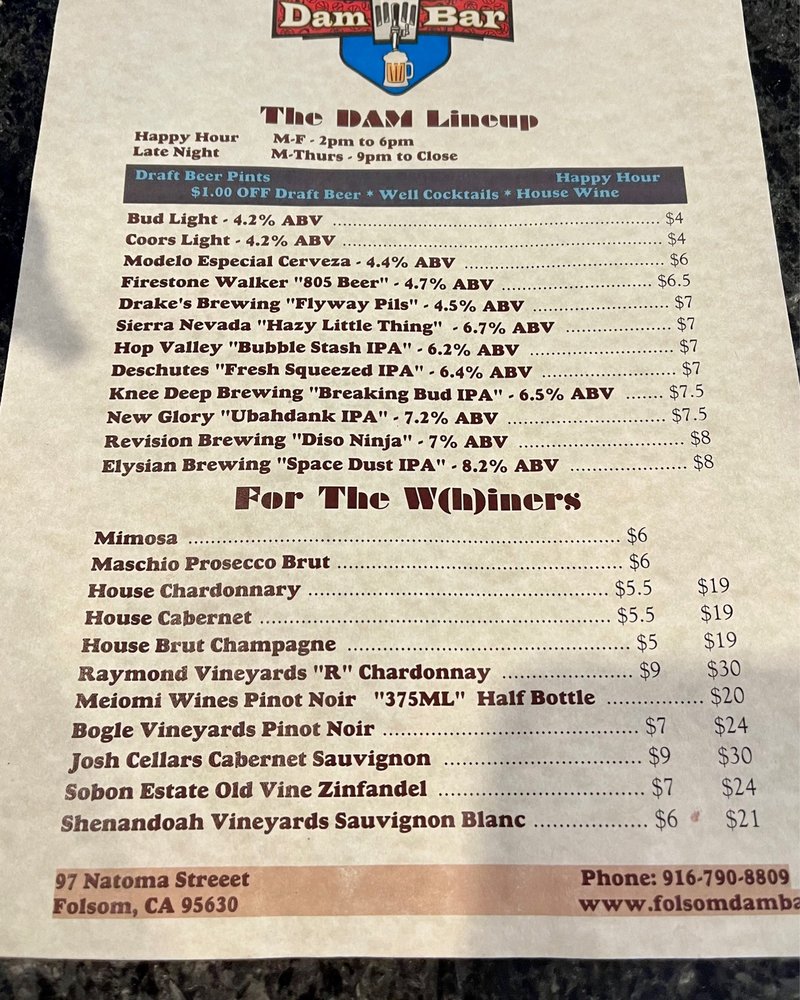 Dam Bar
The DAM Lineup
Happy Hour M-F - 2pm to 6pm
Late Night M-Thurs - 9pm to Close
Draft Beer Pints Happy Hour
$1.00 OFF Draft Beer * Well Cocktails * House Wine
Bud Light - 4.2% ABV $4
Coors Light - 4.2% ABV $4
Modelo Especial Cerveza - 4.4% ABV $6
Firestone Walker "805 Beer" - 4.7% ABV $6.5
Drake's Brewing "Flyway Pils" - 4.5% ABV $7
Sierra Nevada "Hazy Little Thing" - 6.7% ABV $7
Hop Valley "Bubble Stash IPA" - 6.2% ABV $7
Deschutes "Fresh Squeezed IPA" - 6.4% ABV $7
Knee Deep Brewing "Breaking Bud IPA" - 6.5% ABV $7.5
New Glory "Ubahdank IPA" - 7.2% ABV $7.5
Revision Brewing "Diso Ninja" - 7% ABV $8
Elysian Brewing "Space Dust IPA" - 8.2% ABV $8
For The W(h)iners
Mimosa $6
Maschio Prosecco Brut $6
House Chardonnary $5.5 $19
House Cabernet $5.5 $19
House Brut Champagne $5 $19
Raymond Vineyards "R" Chardonnay $9 $30
Meiomi Wines Pinot Noir "375ML" Half Bottle $20
Bogle Vineyards Pinot Noir $7 $24
Josh Cellars Cabernet Sauvignon $9 $30
Sobon Estate Old Vine Zinfandel $7 $24
Shenandoah Vineyards Sauvignon Blanc $6 $21
97 Natoma Streeet Phone: 916-790-8809
Folsom, CA 95630 www.folsomdamba